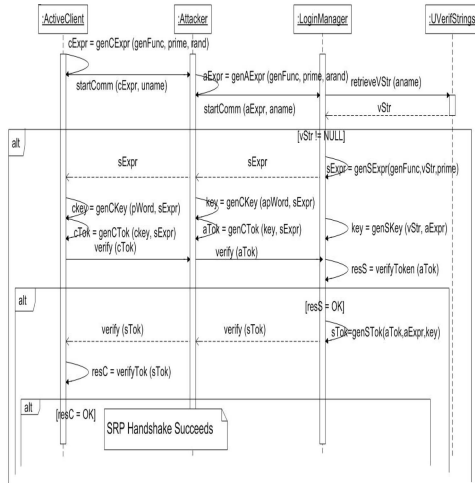 :ActiveClient :Attacker :LoginManager :UVerifStrings
cExpr = genCExpr (genFunc, prime, rand)
startComm (cExpr, uname)
aExpr = genAExpr (genFunc, prime, arand)
startComm (aExpr, aname)
retrieveVStr (aname)
vStr
alt
[vStr != NULL]
sExpr
sExpr
sExpr = genSExpr(genFunc,vStr,prime)
ckey = genCKey (pWord, sExpr)
key = genCKey (apWord, sExpr)
cTok = genCTok (ckey, sExpr)
aTok = genCTok (key, sExpr)
key = genSKey (vStr, aExpr)
verify (cTok)
verify (aTok)
resS = verifyToken (aTok)
alt
[resS = OK]
verify (sTok)
verify (sTok)
sTok=genSTok(aTok,aExpr,key)
resC = verifyTok (sTok)
alt
[resC = OK]
SRP Handshake Succeeds